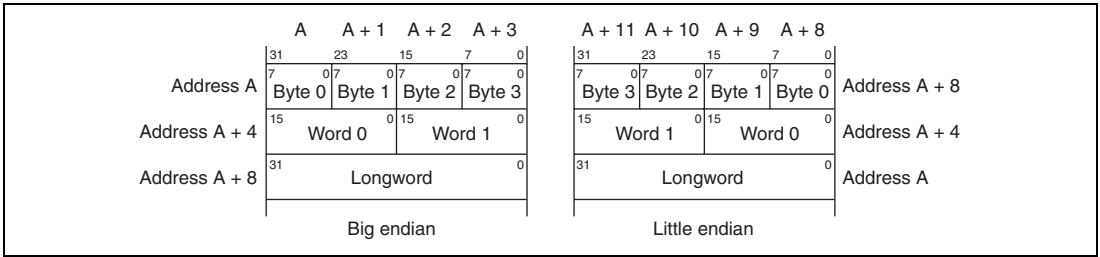 A A + 1 A + 2 A + 3 A + 11 A + 10 A + 9 A + 8
31 23 15 7 0 31 23 15 7 0
7 0 7 0 7 0 7 0 7 0 7 0 7 0 7 0
Address A Byte 0 Byte 1 Byte 2 Byte 3 Byte 3 Byte 2 Byte 1 Byte 0 Address A + 8
15 0 15 0 15 0 15 0
Address A + 4 Word 0 Word 1 Word 1 Word 0 Address A + 4
31 0 31 0
Address A + 8 Longword Longword Address A
Big endian Little endian